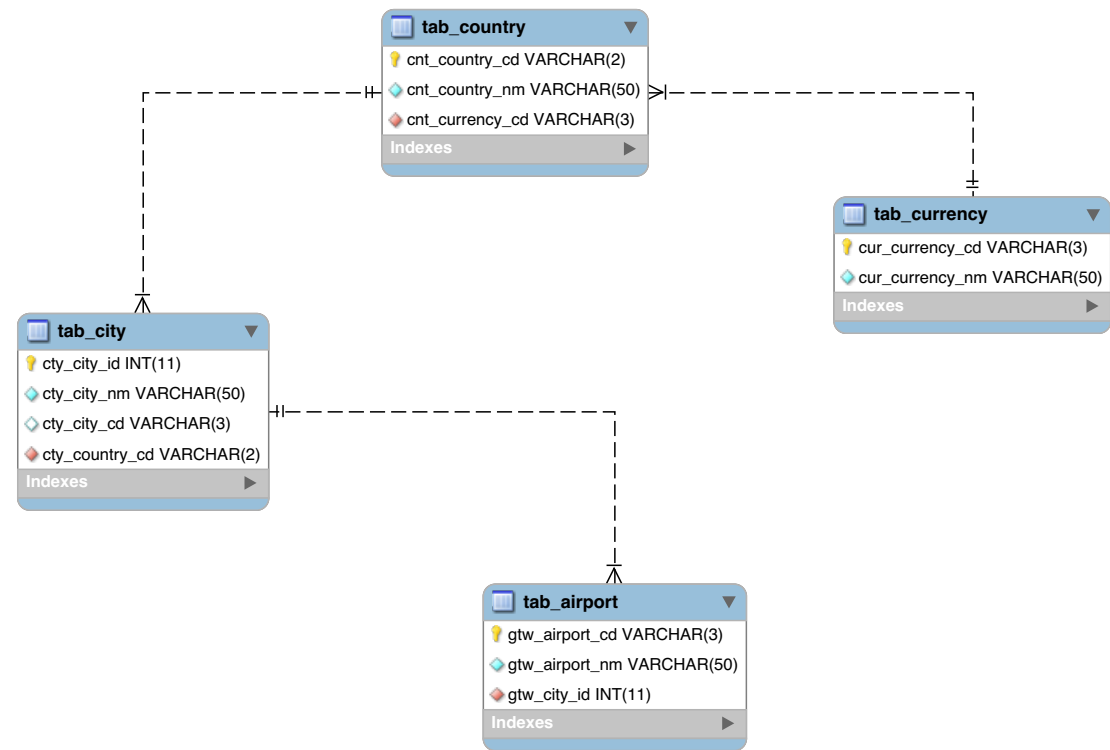 tab_country
cnt_country_cd VARCHAR(2)
cnt_country_nm VARCHAR(50)
cnt_currency_cd VARCHAR(3)
Indexes
tab_currency
cur_currency_cd VARCHAR(3)
cur_currency_nm VARCHAR(50)
Indexes
tab_city
cty_city_id INT(11)
cty_city_nm VARCHAR(50)
cty_city_cd VARCHAR(3)
cty_country_cd VARCHAR(2)
Indexes
tab_airport
gtw_airport_cd VARCHAR(3)
gtw_airport_nm VARCHAR(50)
gtw_city_id INT(11)
Indexes